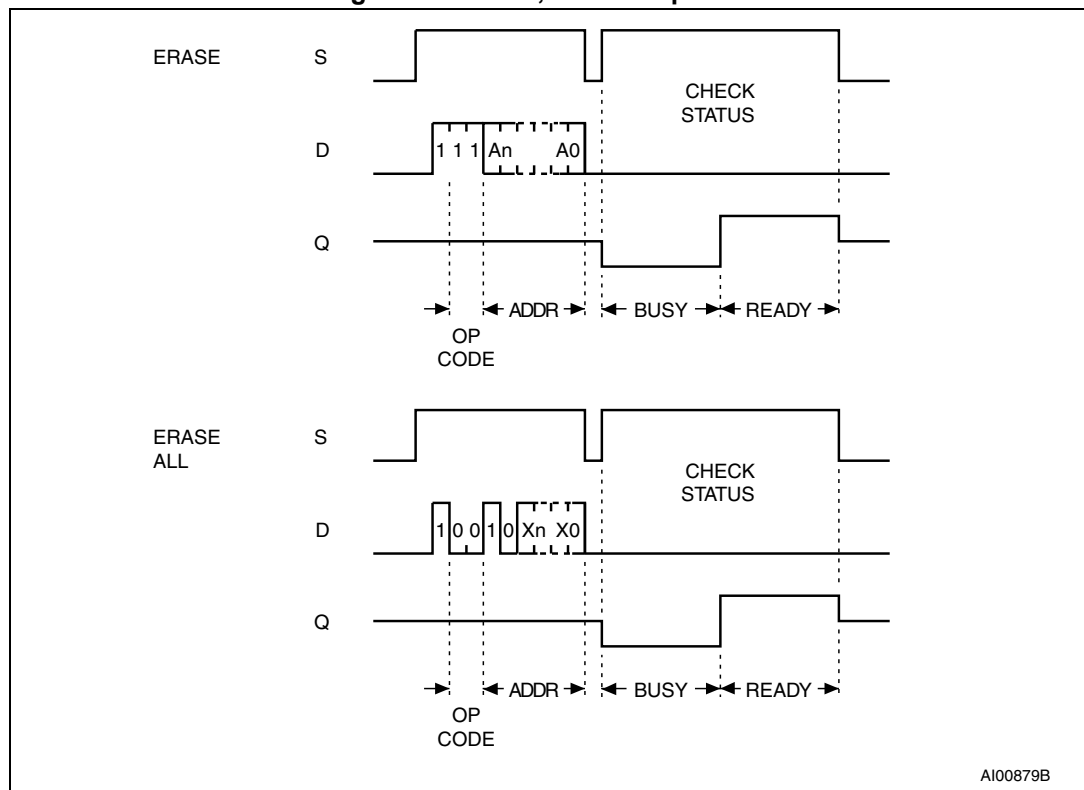 ERASE S
CHECK
STATUS
D 1 1 1 An A0
Q
ADDR BUSY READY
OP
CODE
ERASE
ALL S
CHECK
STATUS
D 1 0 0 1 0 Xn X0
Q
ADDR BUSY READY
OP
CODE
AI00879B